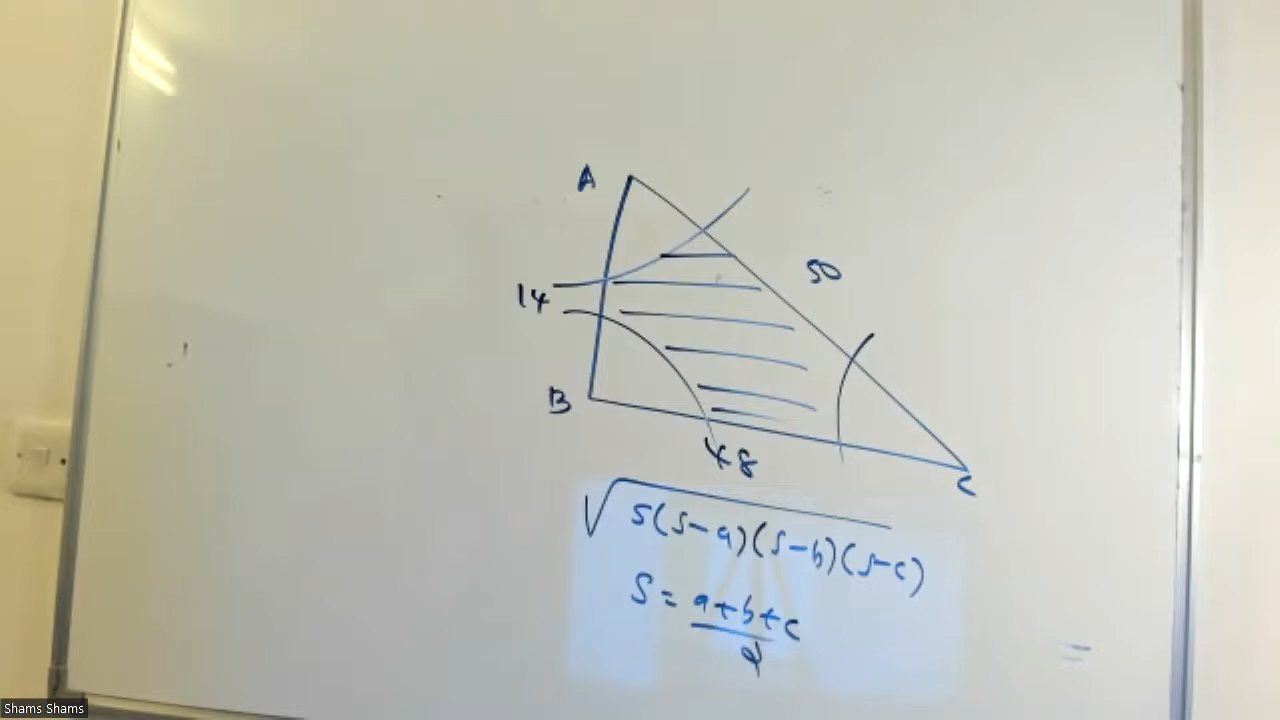 A
50
14
B
48
C
√s(s-a)(s-b)(s-c)
S = a+b+c
2
Shams Shams